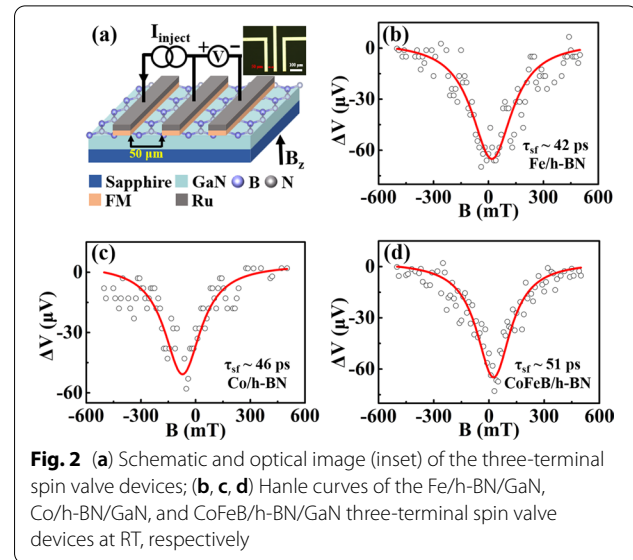 (a)
I_inject
+ V −
100 μm
50 μm
B_z
Sapphire GaN B N
FM Ru
(b)
0
-30
-60
ΔV (μV)
τ_sf ~ 42 ps
Fe/h-BN
-600 -300 0 300 600
B (mT)
(c)
0
-30
-60
ΔV (μV)
τ_sf ~ 46 ps
Co/h-BN
-600 -300 0 300 600
B (mT)
(d)
0
-30
-60
ΔV (μV)
τ_sf ~ 51 ps
CoFeB/h-BN
-600 -300 0 300 600
B (mT)
Fig. 2 (a) Schematic and optical image (inset) of the three-terminal
spin valve devices; (b, c, d) Hanle curves of the Fe/h-BN/GaN,
Co/h-BN/GaN, and CoFeB/h-BN/GaN three-terminal spin valve
devices at RT, respectively